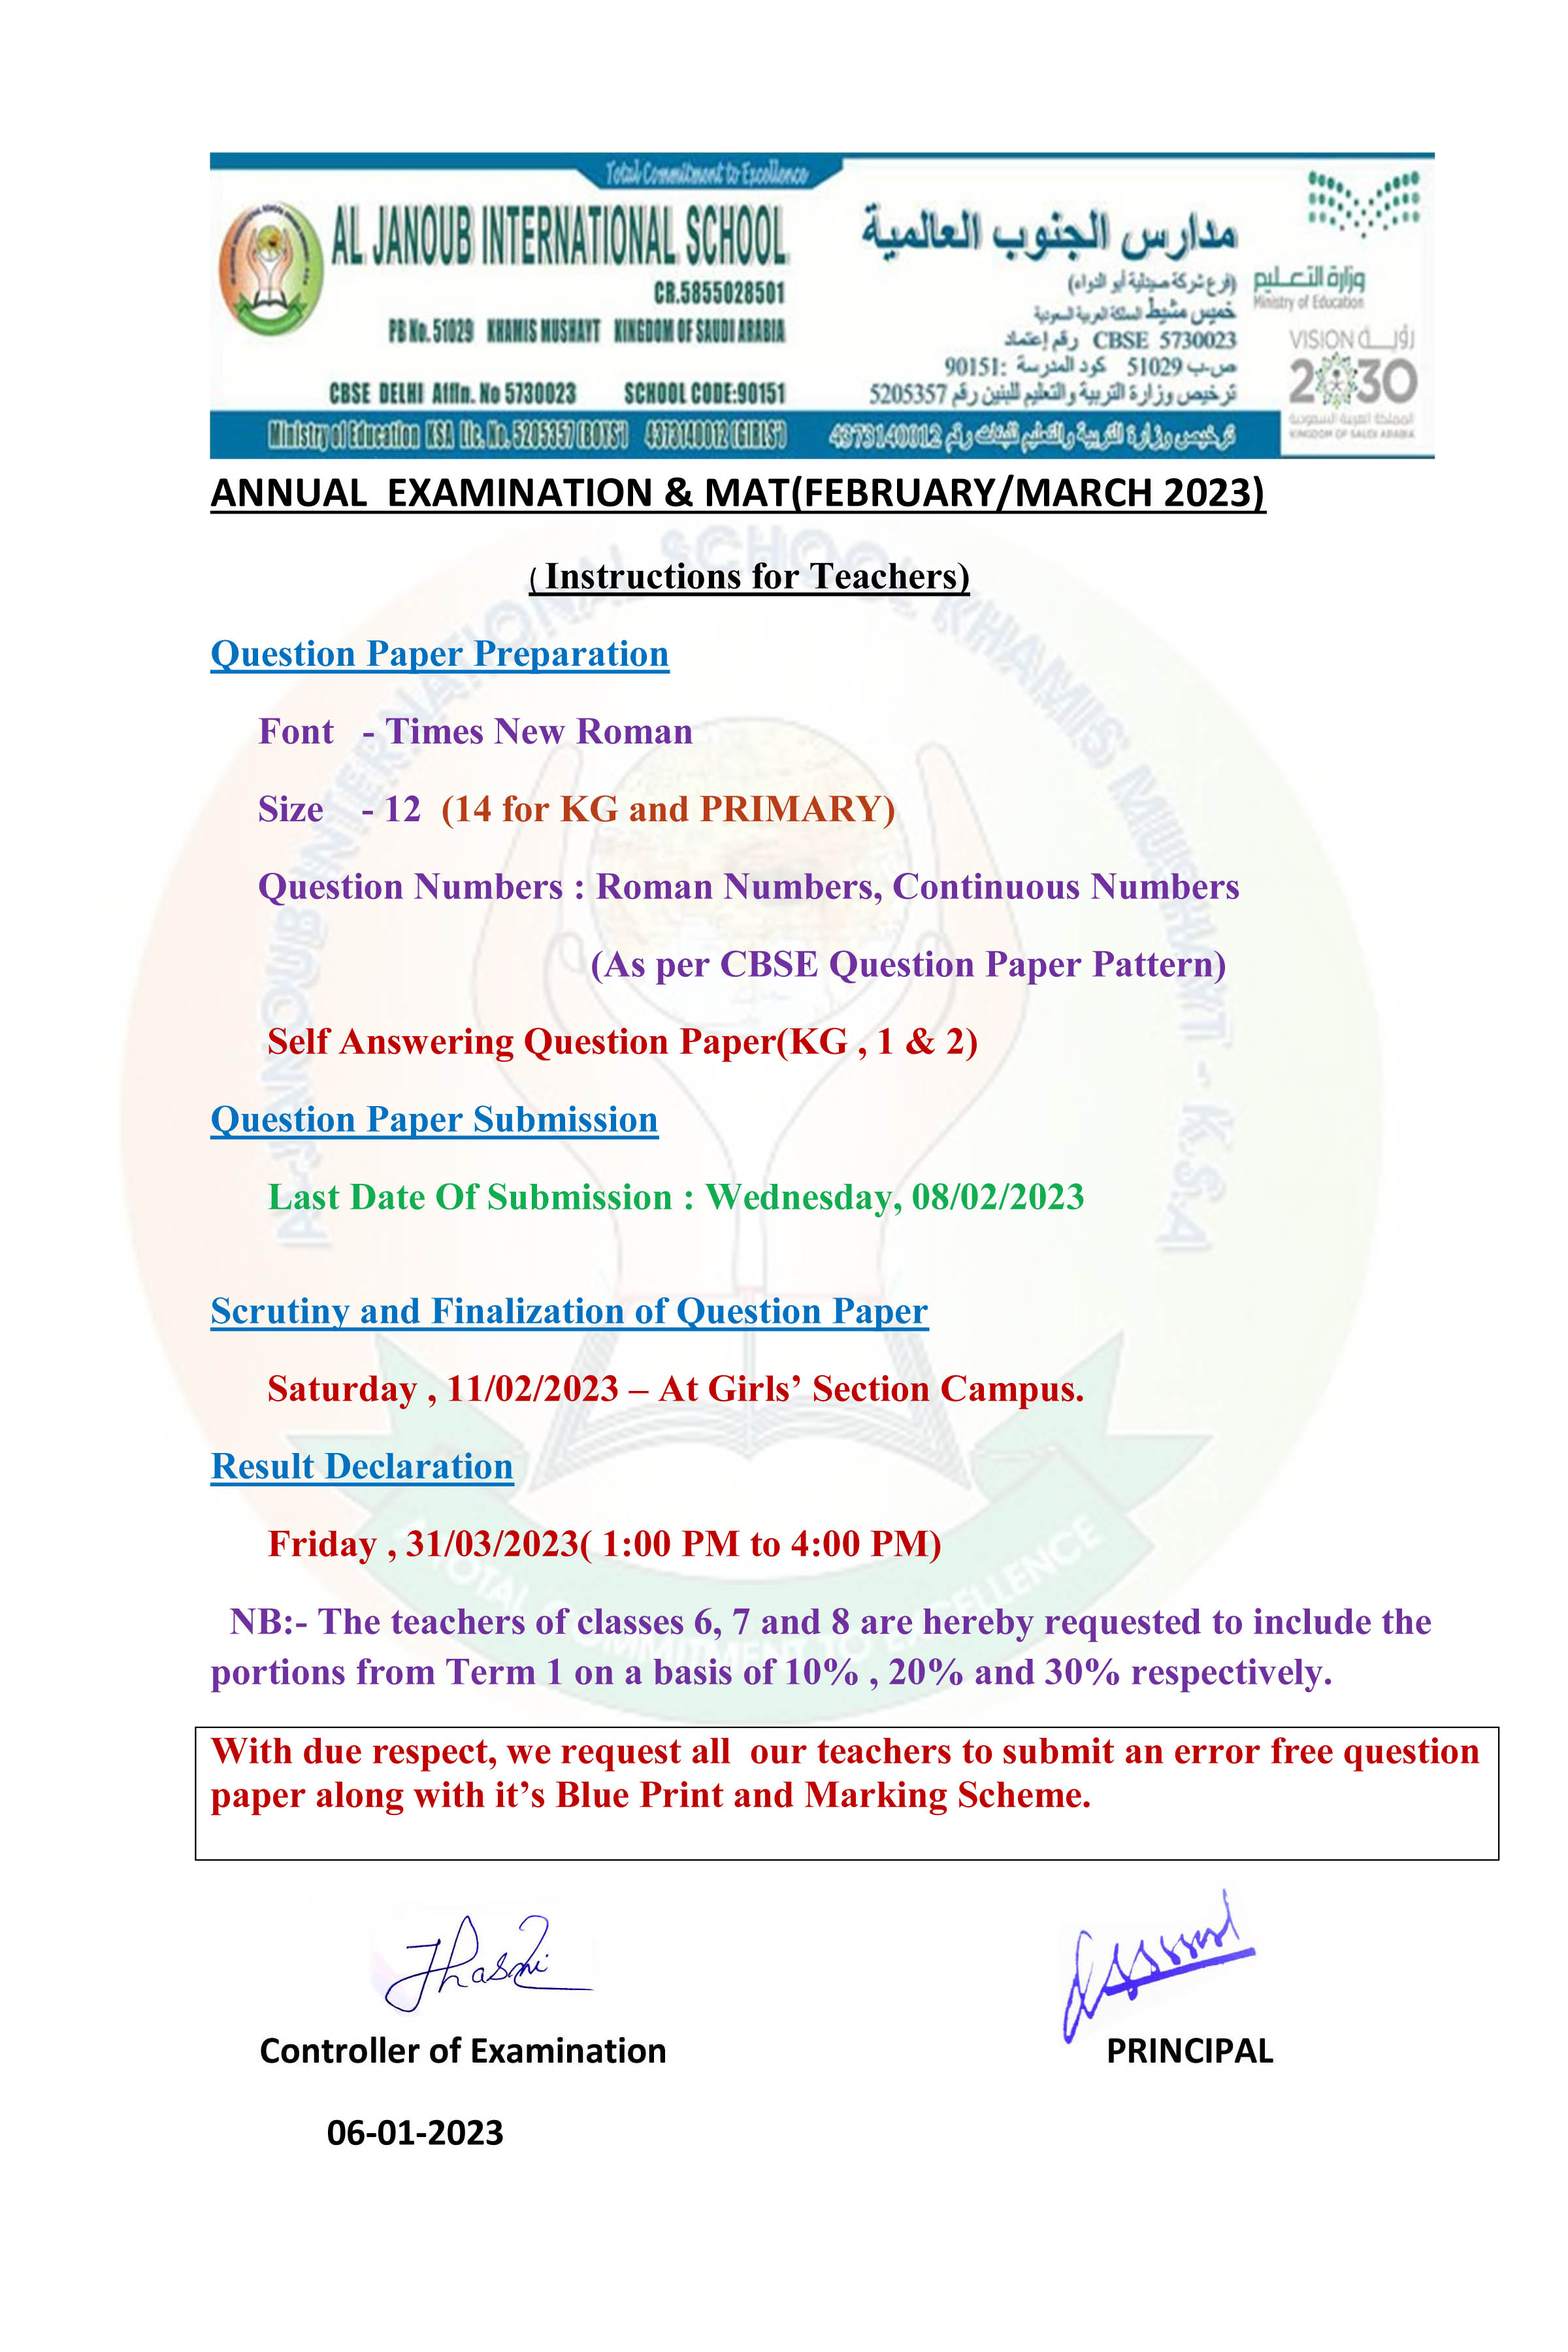 Total Commitment to Excellence
AL JANOUB INTERNATIONAL SCHOOL
CR.5855028501
PB No. 51029 KHAMIS MUSHAYT KINGDOM OF SAUDI ARABIA
CBSE DELHI Affln. No 5730023 SCHOOL CODE:90151
Ministry of Education KSA Lic. No. 5205357 (BOYS') 4373140012 (GIRLS')
مدارس الجنوب العالمية
(فرع شركة صيدلية أبو الدواء)
خميس مشيط المملكة العربية السعودية
CBSE 5730023 رقم إعتماد
ص-ب 51029 كود المدرسة :90151
ترخيص وزارة التربية والتعليم للبنين رقم 5205357
ترخيص وزارة التربية والتعليم للبنات رقم 4373140012
وزارة التعليم
Ministry of Education
VISION رؤية
2030
المملكة العربية السعودية
KINGDOM OF SAUDI ARABIA
ANNUAL EXAMINATION & MAT(FEBRUARY/MARCH 2023)
( Instructions for Teachers)
Question Paper Preparation
Font - Times New Roman
Size - 12 (14 for KG and PRIMARY)
Question Numbers : Roman Numbers, Continuous Numbers
(As per CBSE Question Paper Pattern)
Self Answering Question Paper(KG , 1 & 2)
Question Paper Submission
Last Date Of Submission : Wednesday, 08/02/2023
Scrutiny and Finalization of Question Paper
Saturday , 11/02/2023 – At Girls’ Section Campus.
Result Declaration
Friday , 31/03/2023( 1:00 PM to 4:00 PM)
NB:- The teachers of classes 6, 7 and 8 are hereby requested to include the
portions from Term 1 on a basis of 10% , 20% and 30% respectively.
With due respect, we request all our teachers to submit an error free question
paper along with it’s Blue Print and Marking Scheme.
Controller of Examination PRINCIPAL
06-01-2023
AL-JANOUB INTERNATIONAL SCHOOL KHAMIS MUSHAYT - K.S.A
TOTAL COMMITMENT TO EXCELLENCE